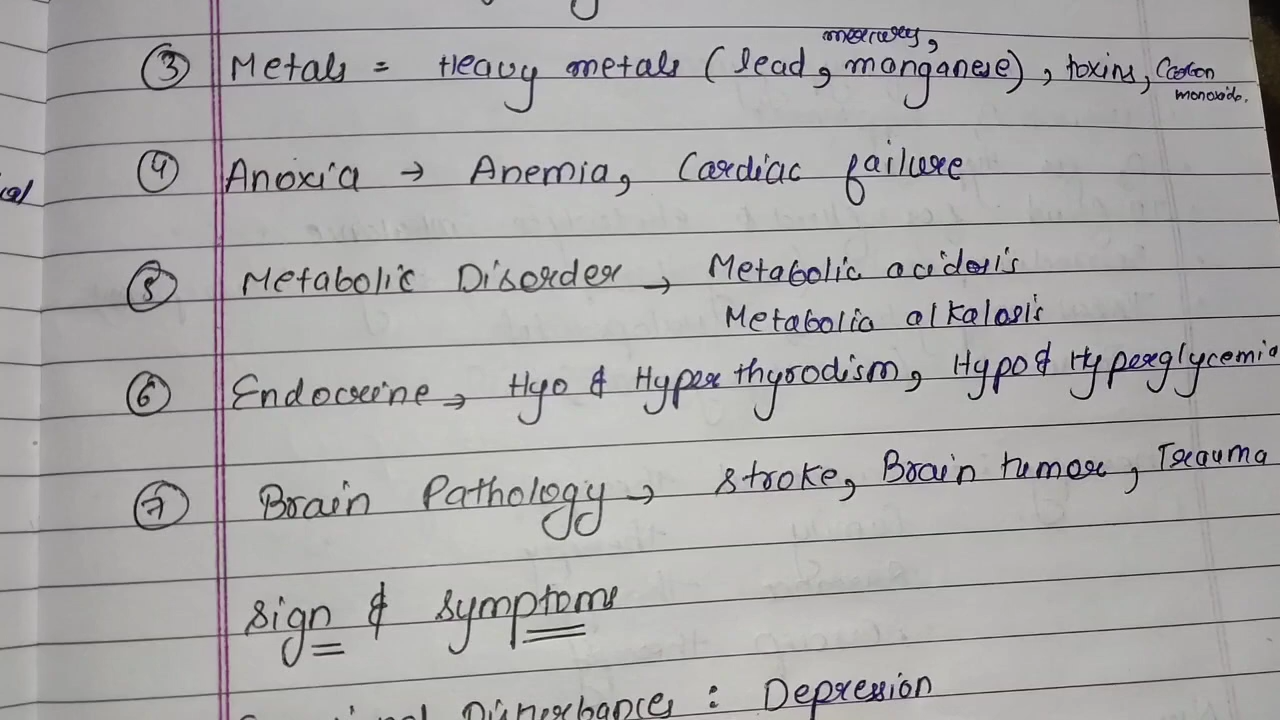 ③ Metals = Heavy metals (lead, mercury, manganese), toxins, Carbon monoxide.
④ Anoxia → Anemia, Cardiac failure
⑤ Metabolic Disorder → Metabolic acidosis
Metabolic alkalosis
⑥ Endocrine → Hyo & Hyper thyrodism, Hypo & Hyperglycemia
⑦ Brain Pathology → stroke, Brain tumor, Trauma
Sign & symptoms
: Depression